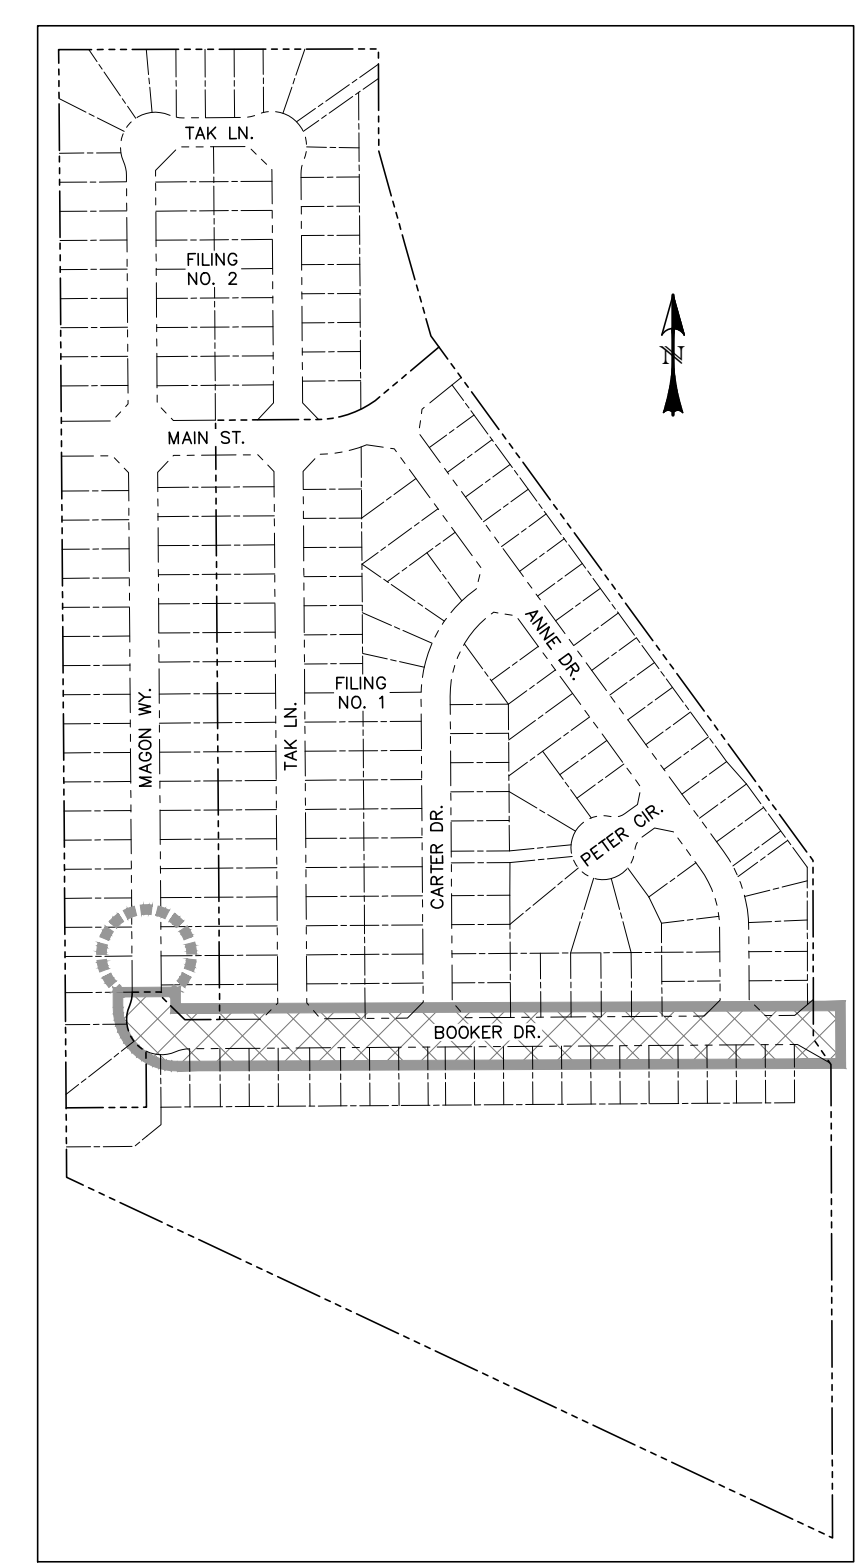 TAK LN.
FILING
NO. 2
N
MAIN ST.
ANNE DR.
FILING
NO. 1
MAGON WY.
TAK LN.
CARTER DR.
PETER CIR.
BOOKER DR.